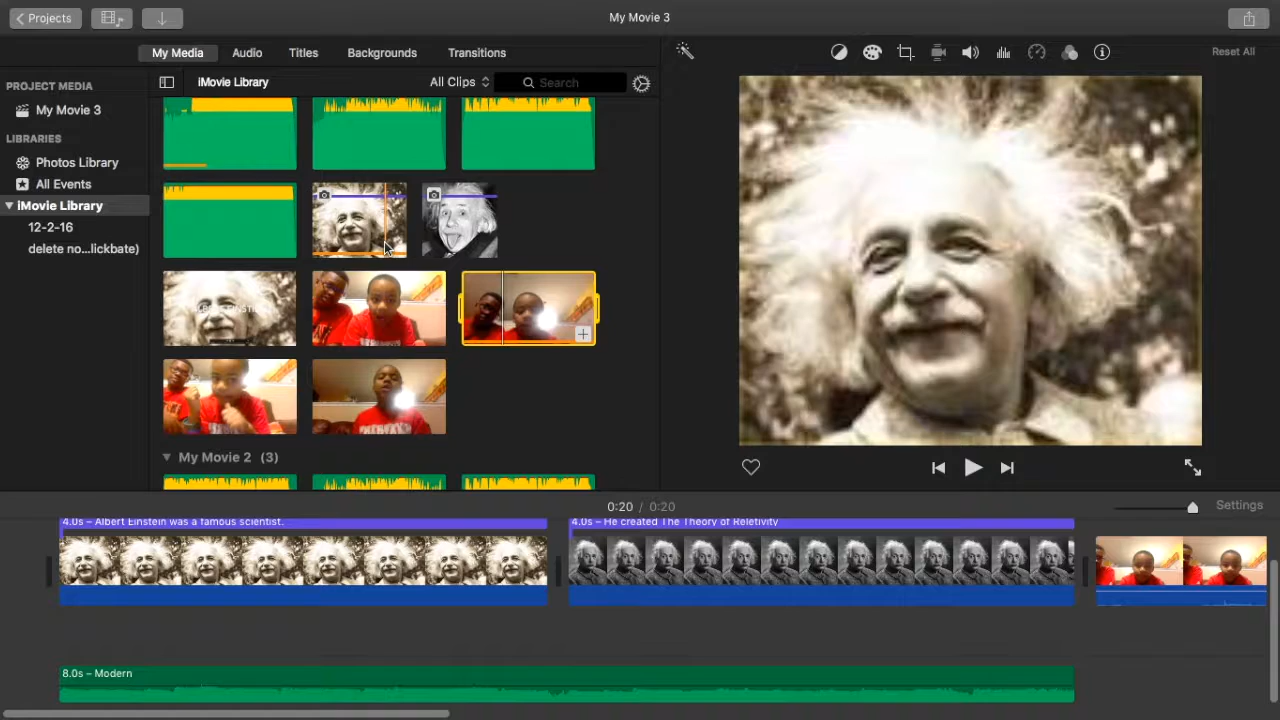 Projects
My Movie 3
My Media
Audio
Titles
Backgrounds
Transitions
Reset All
PROJECT MEDIA
My Movie 3
LIBRARIES
Photos Library
All Events
iMovie Library
12-2-16
delete no...lickbate)
iMovie Library
All Clips
Search
My Movie 2 (3)
0:20 / 0:20
Settings
4.0s – Albert Einstein was a famous scientist.
4.0s – He created The Theory of Reletivity
8.0s – Modern